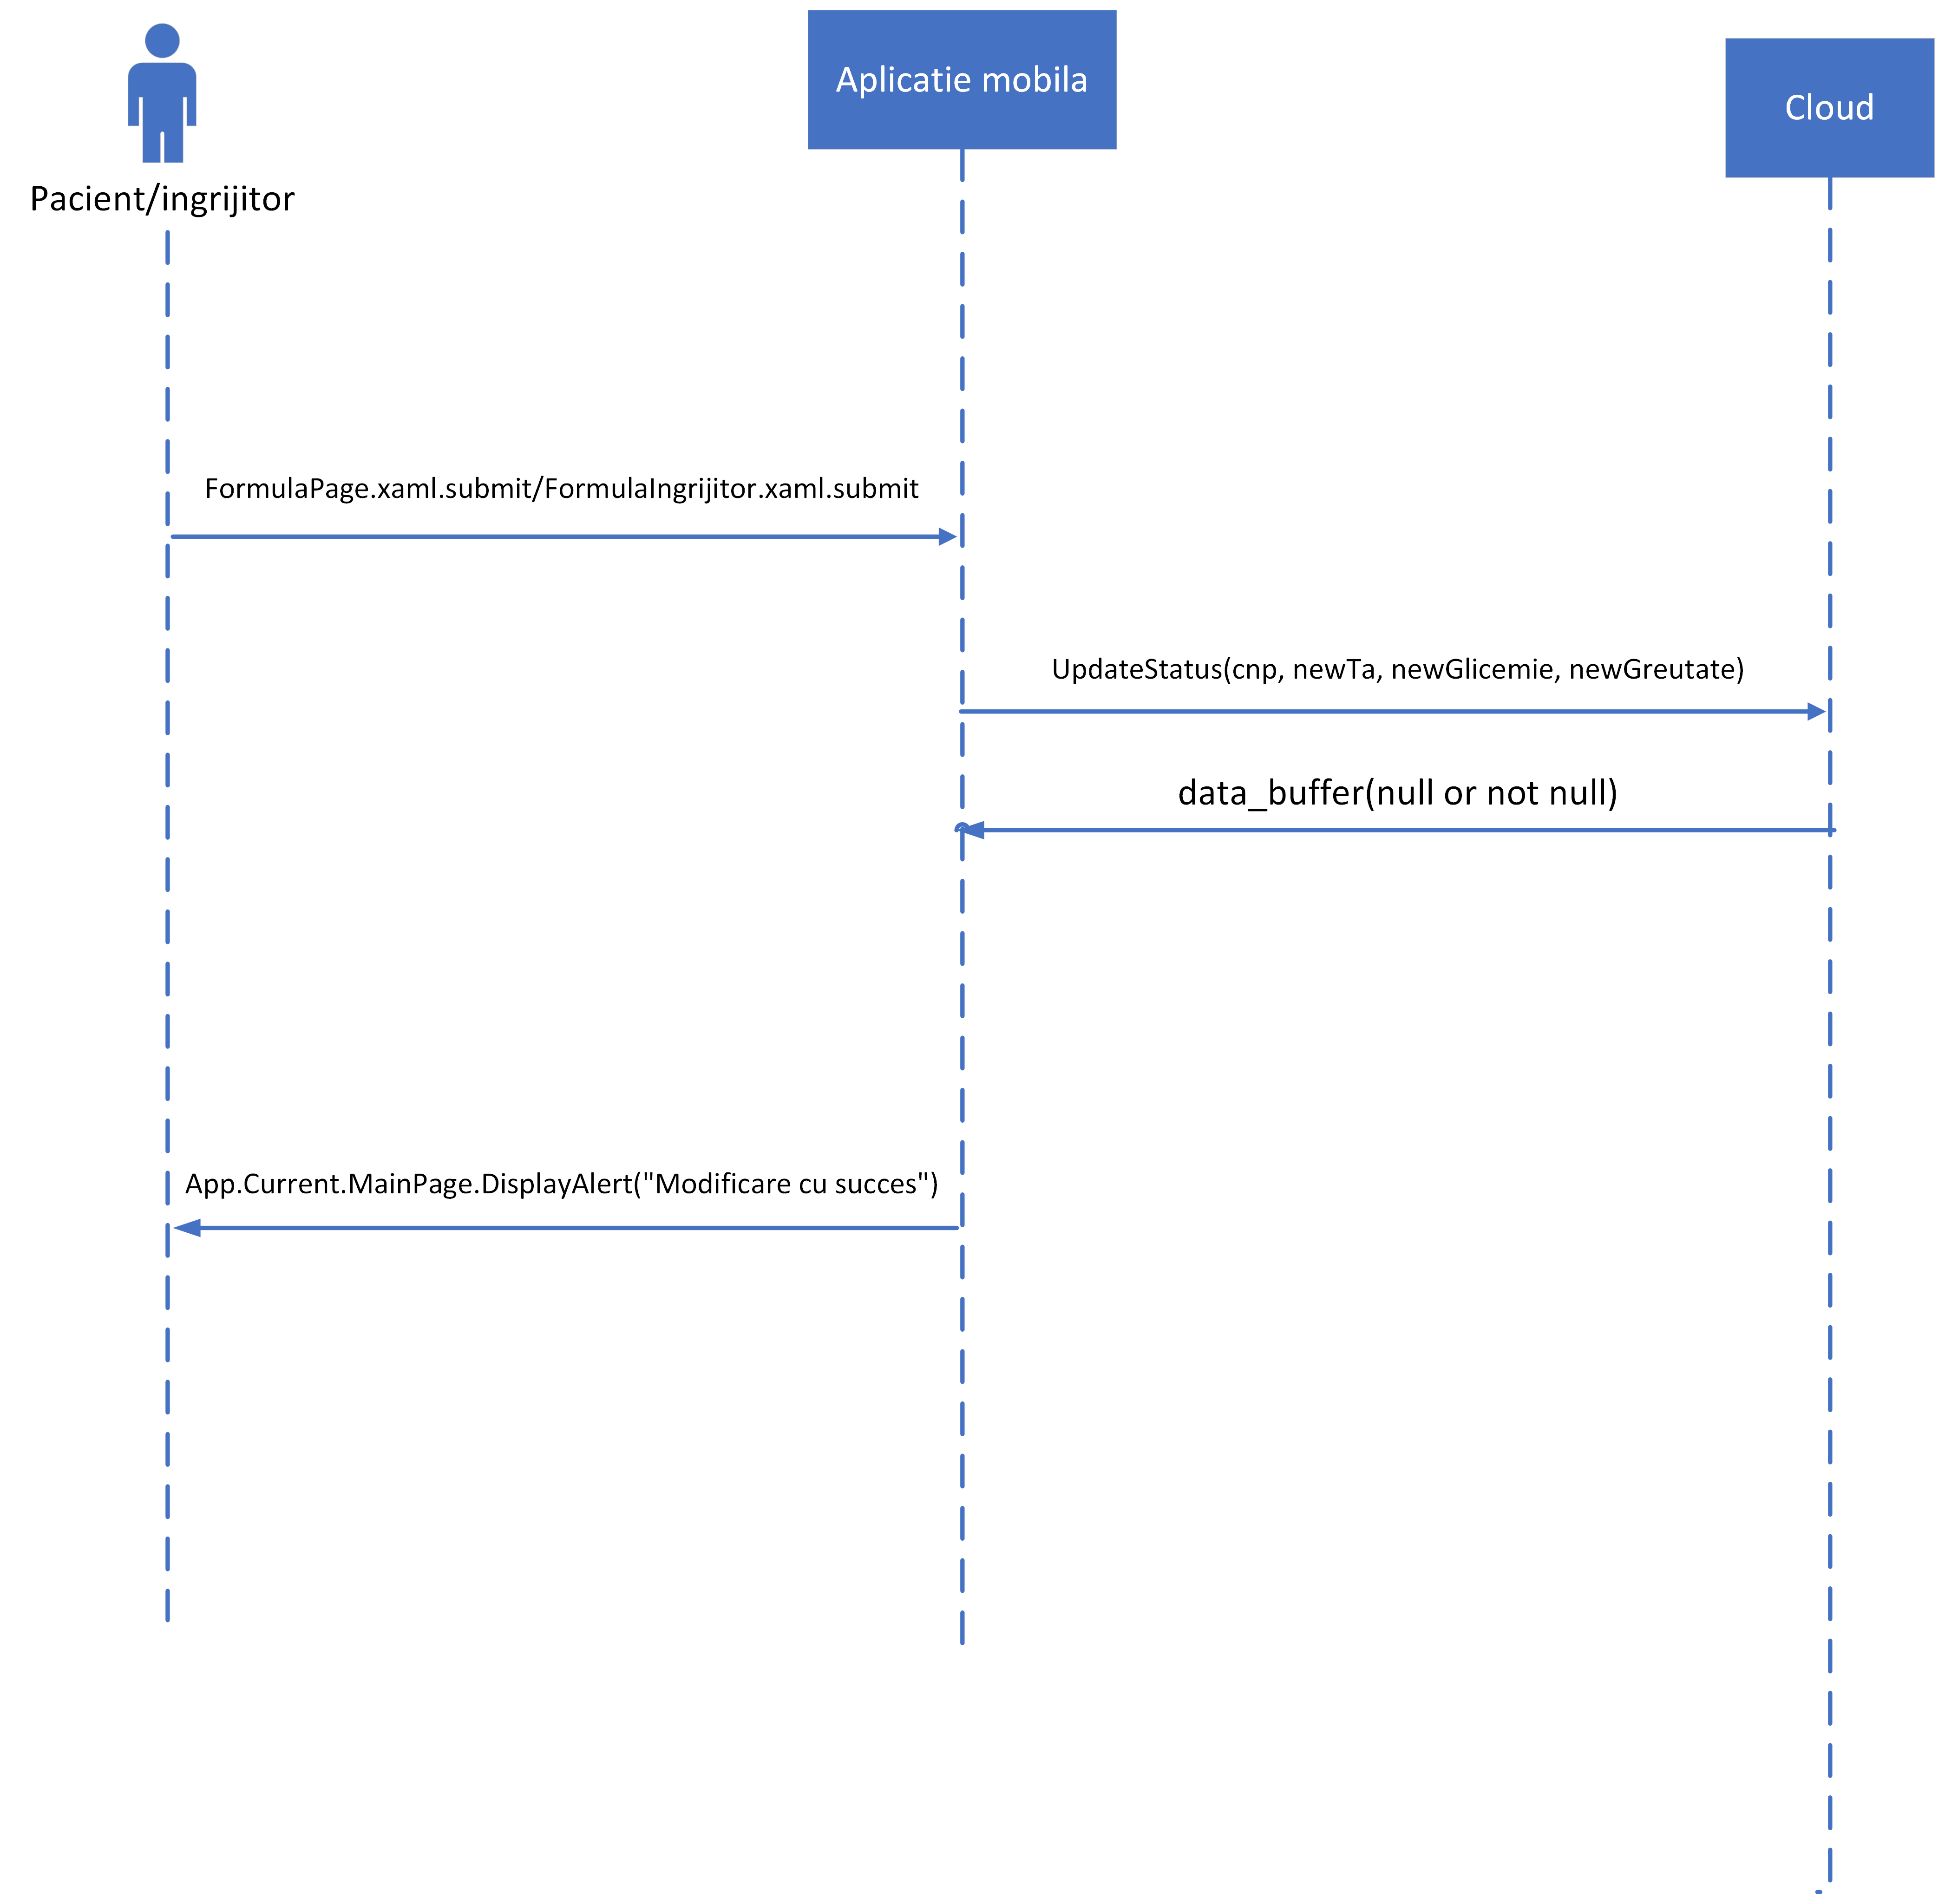 Aplicatie mobila
Cloud
Pacient/ingrijitor
FormulaPage.xaml.submit/FormulaIngrijitor.xaml.submit
UpdateStatus(cnp, newTa, newGlicemie, newGreutate)
data_buffer(null or not null)
App.Current.MainPage.DisplayAlert("Modificare cu succes")